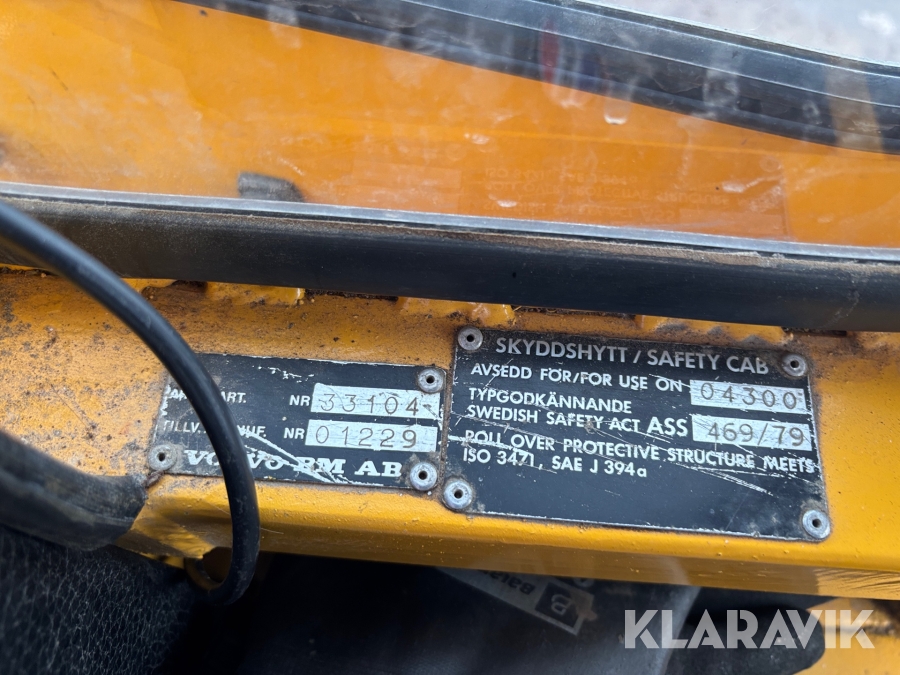 ART. NR 33104
TILLV. NR 01229
VOLVO BM AB
SKYDDSHYTT / SAFETY CAB
AVSEDD FÖR/FOR USE ON 04300
TYPGODKÄNNANDE
SWEDISH SAFETY ACT ASS 469/79
POLL OVER PROTECTIVE STRUCTURE MEETS
ISO 3471, SAE J 394a
KLARAVIK